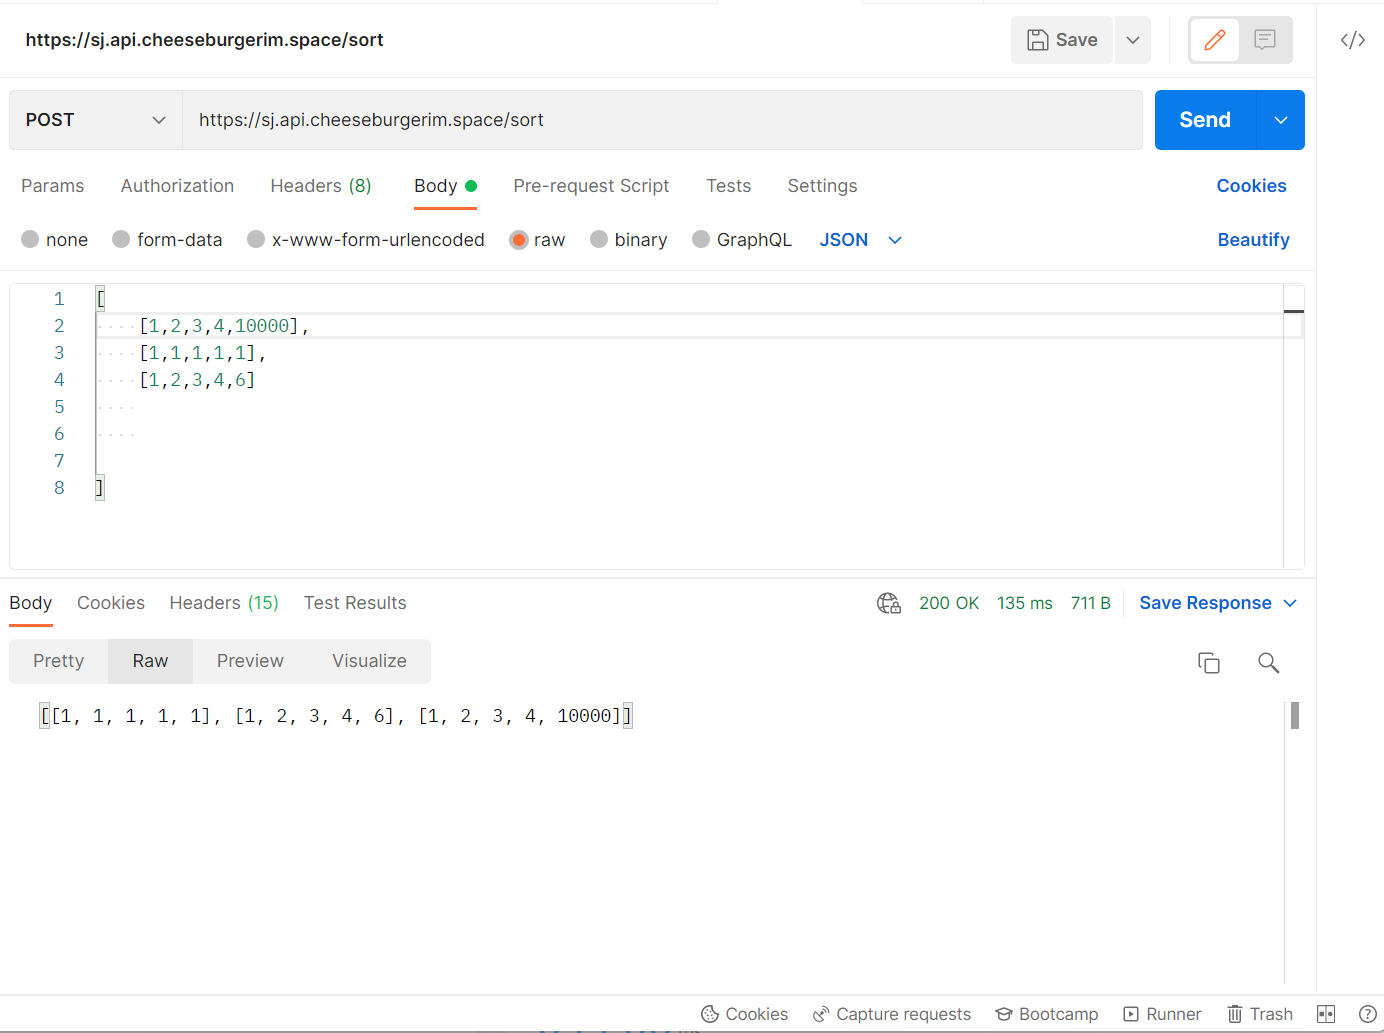 https://sj.api.cheeseburgerim.space/sort
Save
POST
https://sj.api.cheeseburgerim.space/sort
Send
Params Authorization Headers (8) Body Pre-request Script Tests Settings Cookies
none form-data x-www-form-urlencoded raw binary GraphQL JSON Beautify
1 [
2 [1,2,3,4,10000],
3 [1,1,1,1,1],
4 [1,2,3,4,6]
5
6
7
8 ]
Body Cookies Headers (15) Test Results 200 OK 135 ms 711 B Save Response
Pretty Raw Preview Visualize
[[1, 1, 1, 1, 1], [1, 2, 3, 4, 6], [1, 2, 3, 4, 10000]]
Cookies Capture requests Bootcamp Runner Trash